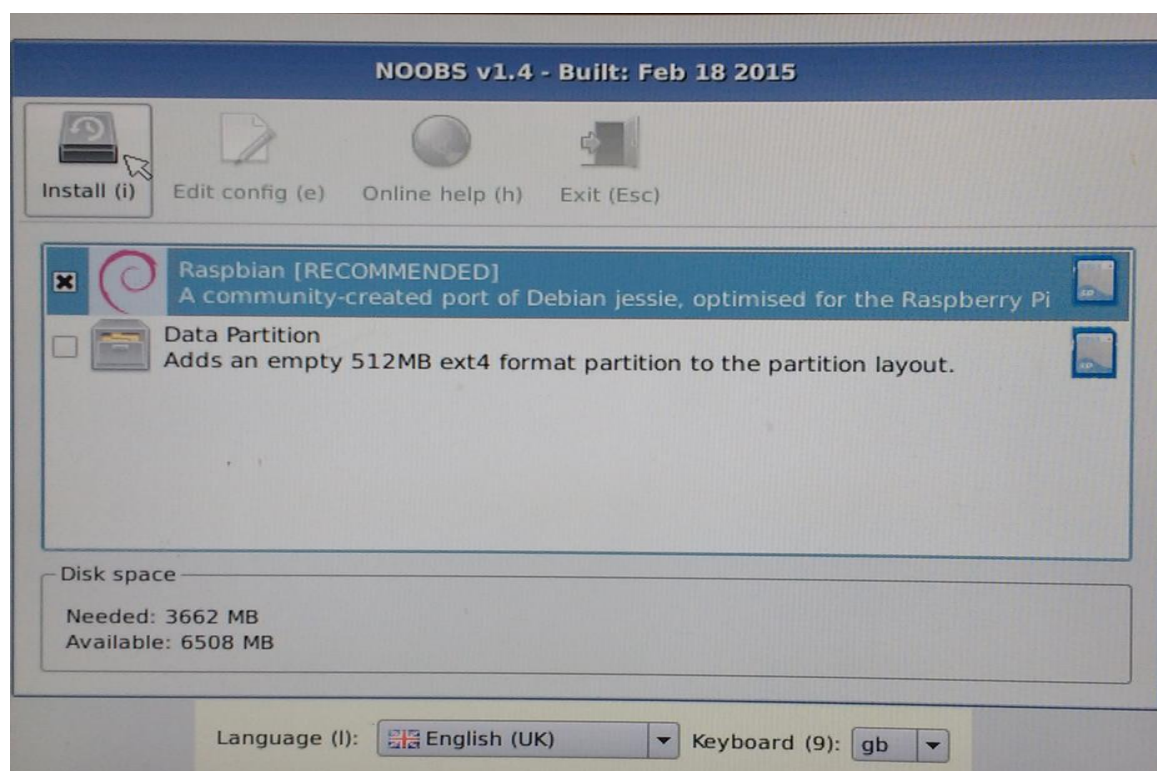 NOOBS v1.4 - Built: Feb 18 2015
Install (i) Edit config (e) Online help (h) Exit (Esc)
Raspbian [RECOMMENDED]
A community-created port of Debian jessie, optimised for the Raspberry Pi
Data Partition
Adds an empty 512MB ext4 format partition to the partition layout.
Disk space
Needed: 3662 MB
Available: 6508 MB
Language (l): English (UK) Keyboard (9): gb